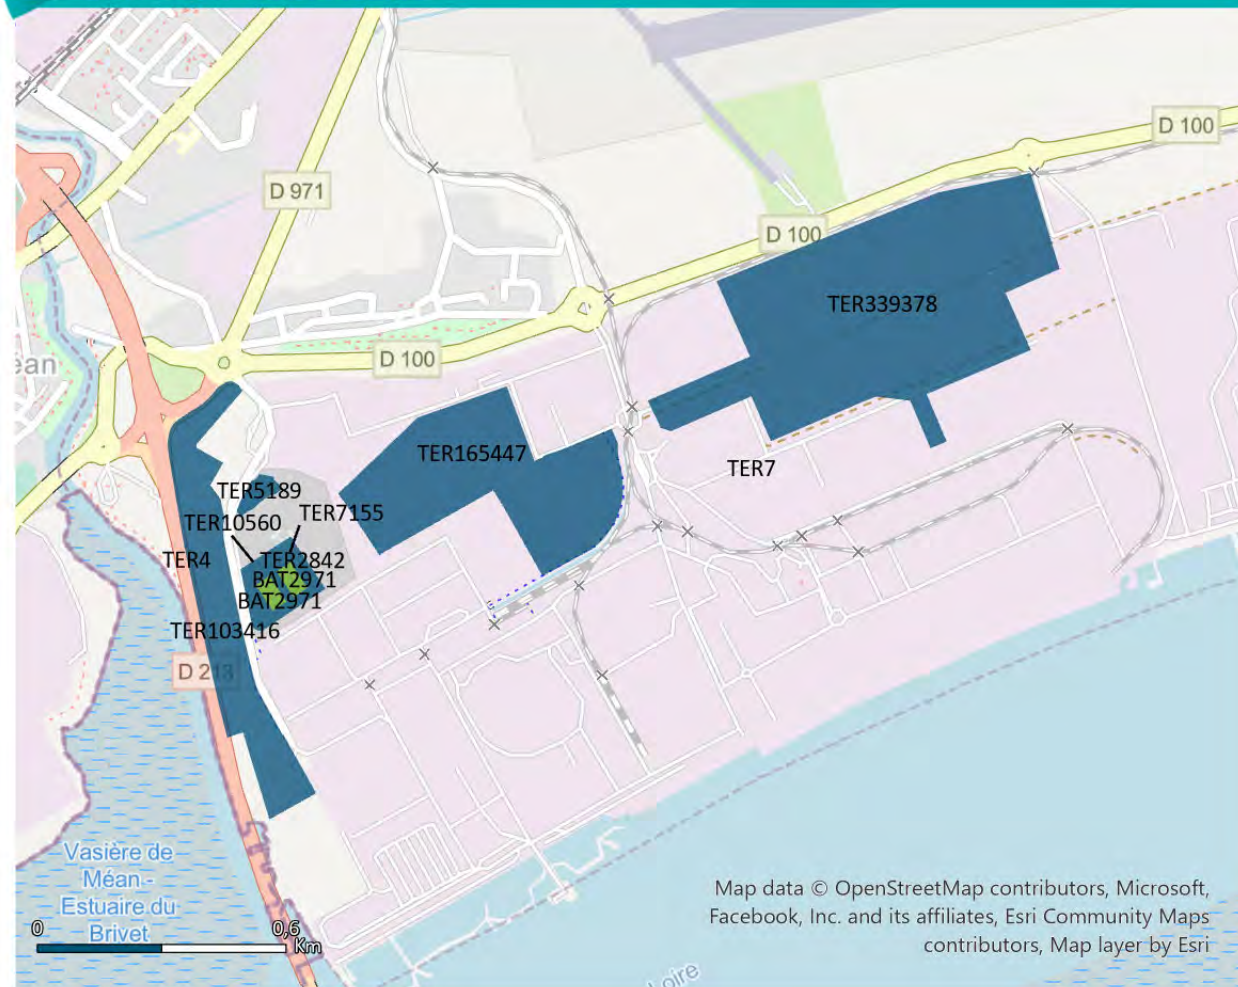 D 100
D 971
D 100
TER339378
D 100
éan
TER165447
TER7
TER5189
TER7155
TER10560
TER4
TER2842
BAT2971
BAT2971
TER103416
D 213
Vasière de
Méan -
Estuaire du
Brivet
0
0,6
Km
Map data © OpenStreetMap contributors, Microsoft,
Facebook, Inc. and its affiliates, Esri Community Maps
contributors, Map layer by Esri
Loire